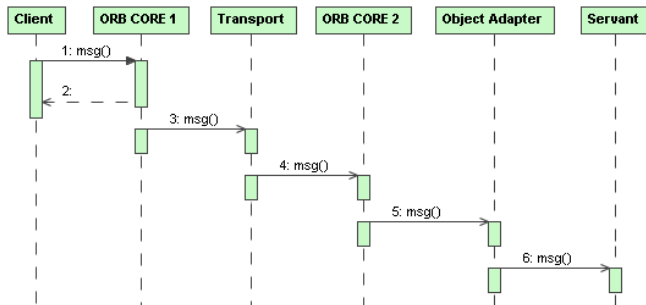 Client ORB CORE 1 Transport ORB CORE 2 Object Adapter Servant
1: msg()
2:
3: msg()
4: msg()
5: msg()
6: msg()